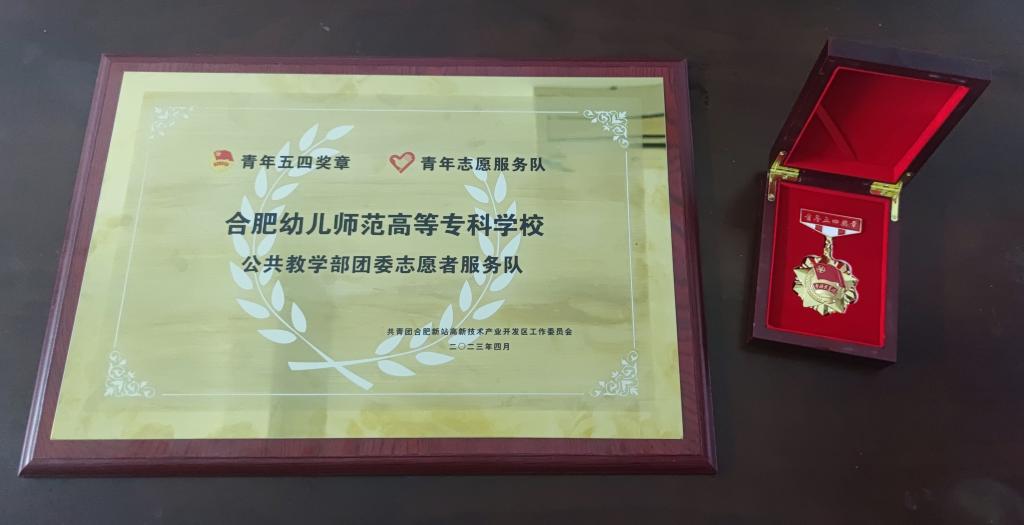 青年五四奖章 青年志愿服务队
合肥幼儿师范高等专科学校
公共教学部团委志愿者服务队
共青团合肥新站高新技术产业开发区工作委员会
二〇二三年四月
青年五四奖章